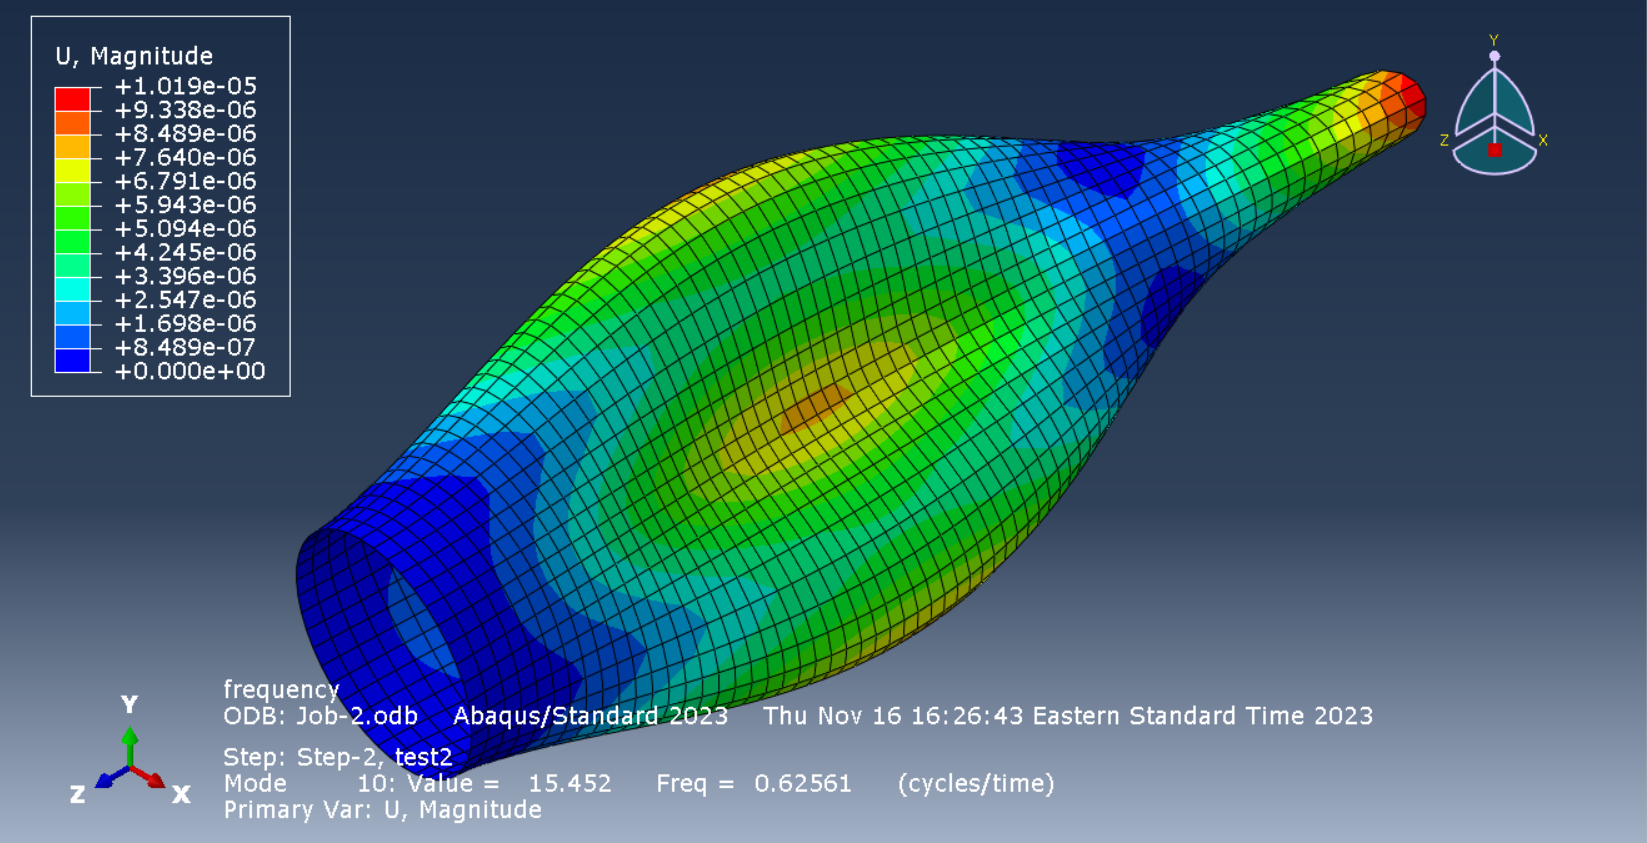 U, Magnitude
+1.019e-05
+9.338e-06
+8.489e-06
+7.640e-06
+6.791e-06
+5.943e-06
+5.094e-06
+4.245e-06
+3.396e-06
+2.547e-06
+1.698e-06
+8.489e-07
+0.000e+00
Y
Z X
Y
Z X
frequency
ODB: Job-2.odb Abaqus/Standard 2023 Thu Nov 16 16:26:43 Eastern Standard Time 2023
Step: Step-2, test2
Mode 10: Value = 15.452 Freq = 0.62561 (cycles/time)
Primary Var: U, Magnitude